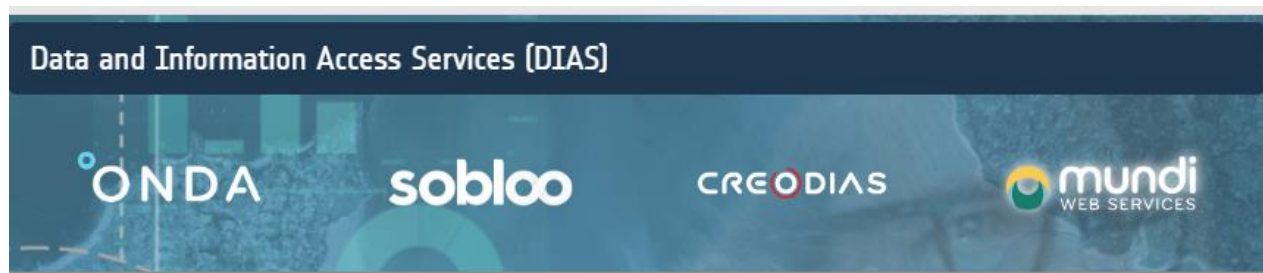 Data and Information Access Services (DIAS)
ONDA sobloo CREODIAS mundi
WEB SERVICES